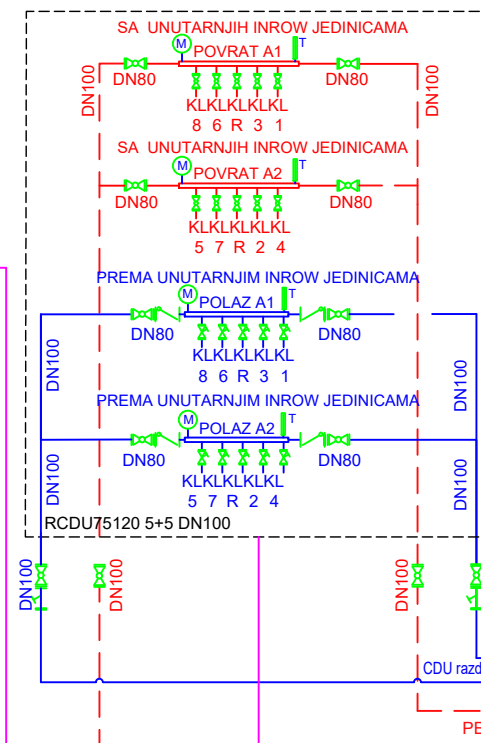 SA UNUTARNJIH INROW JEDINICAMA
M
POVRAT A1
T
DN80
DN80
DN100
DN100
KLKLKLKLKL
8 6 R 3 1
SA UNUTARNJIH INROW JEDINICAMA
M
POVRAT A2
T
DN80
DN80
KLKLKLKLKL
5 7 R 2 4
PREMA UNUTARNJIM INROW JEDINICAMA
M
POLAZ A1
T
DN80
DN80
DN100
DN100
KLKLKLKLKL
8 6 R 3 1
PREMA UNUTARNJIM INROW JEDINICAMA
M
POLAZ A2
T
DN80
DN80
DN100
DN100
KLKLKLKLKL
5 7 R 2 4
RCDU75120 5+5 DN100
DN100
DN100
DN100
DN100
CDU razd
PE